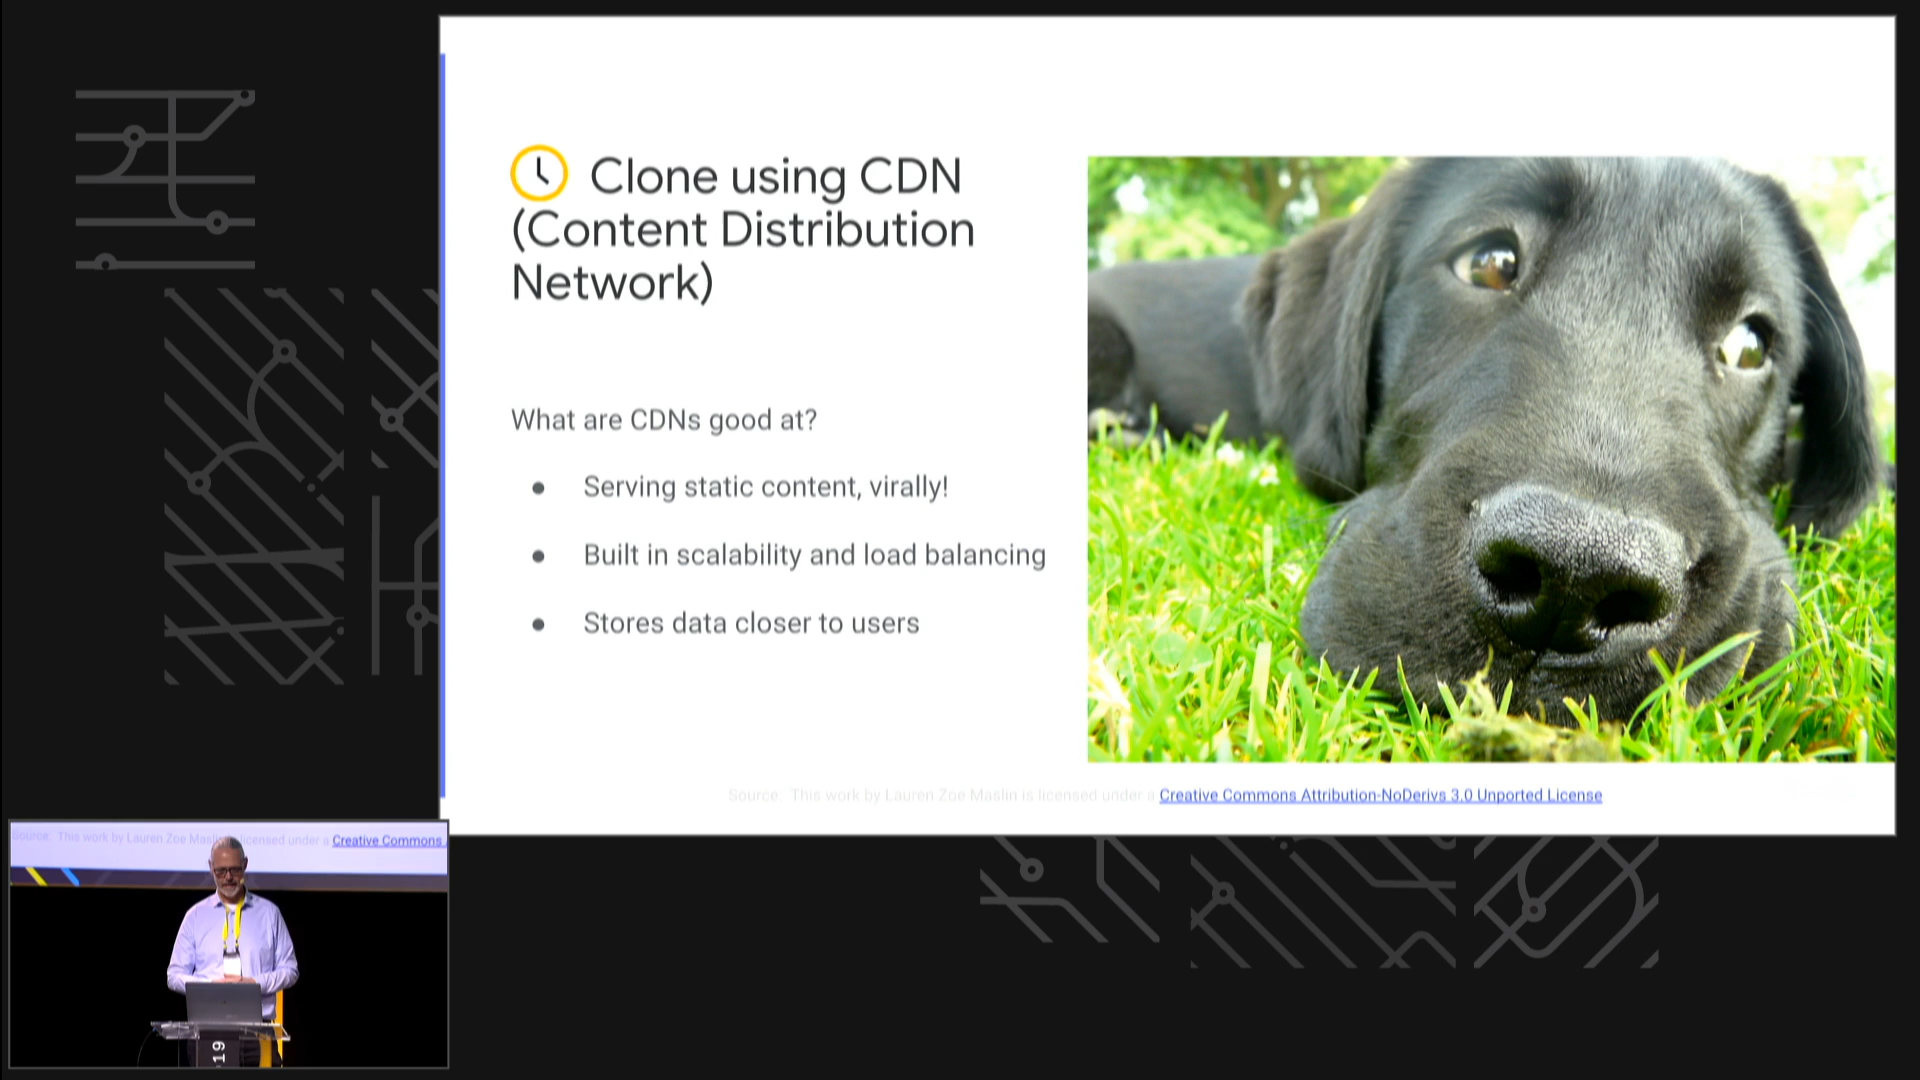 Clone using CDN
(Content Distribution
Network)
What are CDNs good at?
● Serving static content, virally!
● Built in scalability and load balancing
● Stores data closer to users
Source. This work by Lauren Zoe Maslin is licensed under a Creative Commons Attribution-NoDerivs 3.0 Unported License
Source. This work by Lauren Zoe licensed under a Creative Commons
19